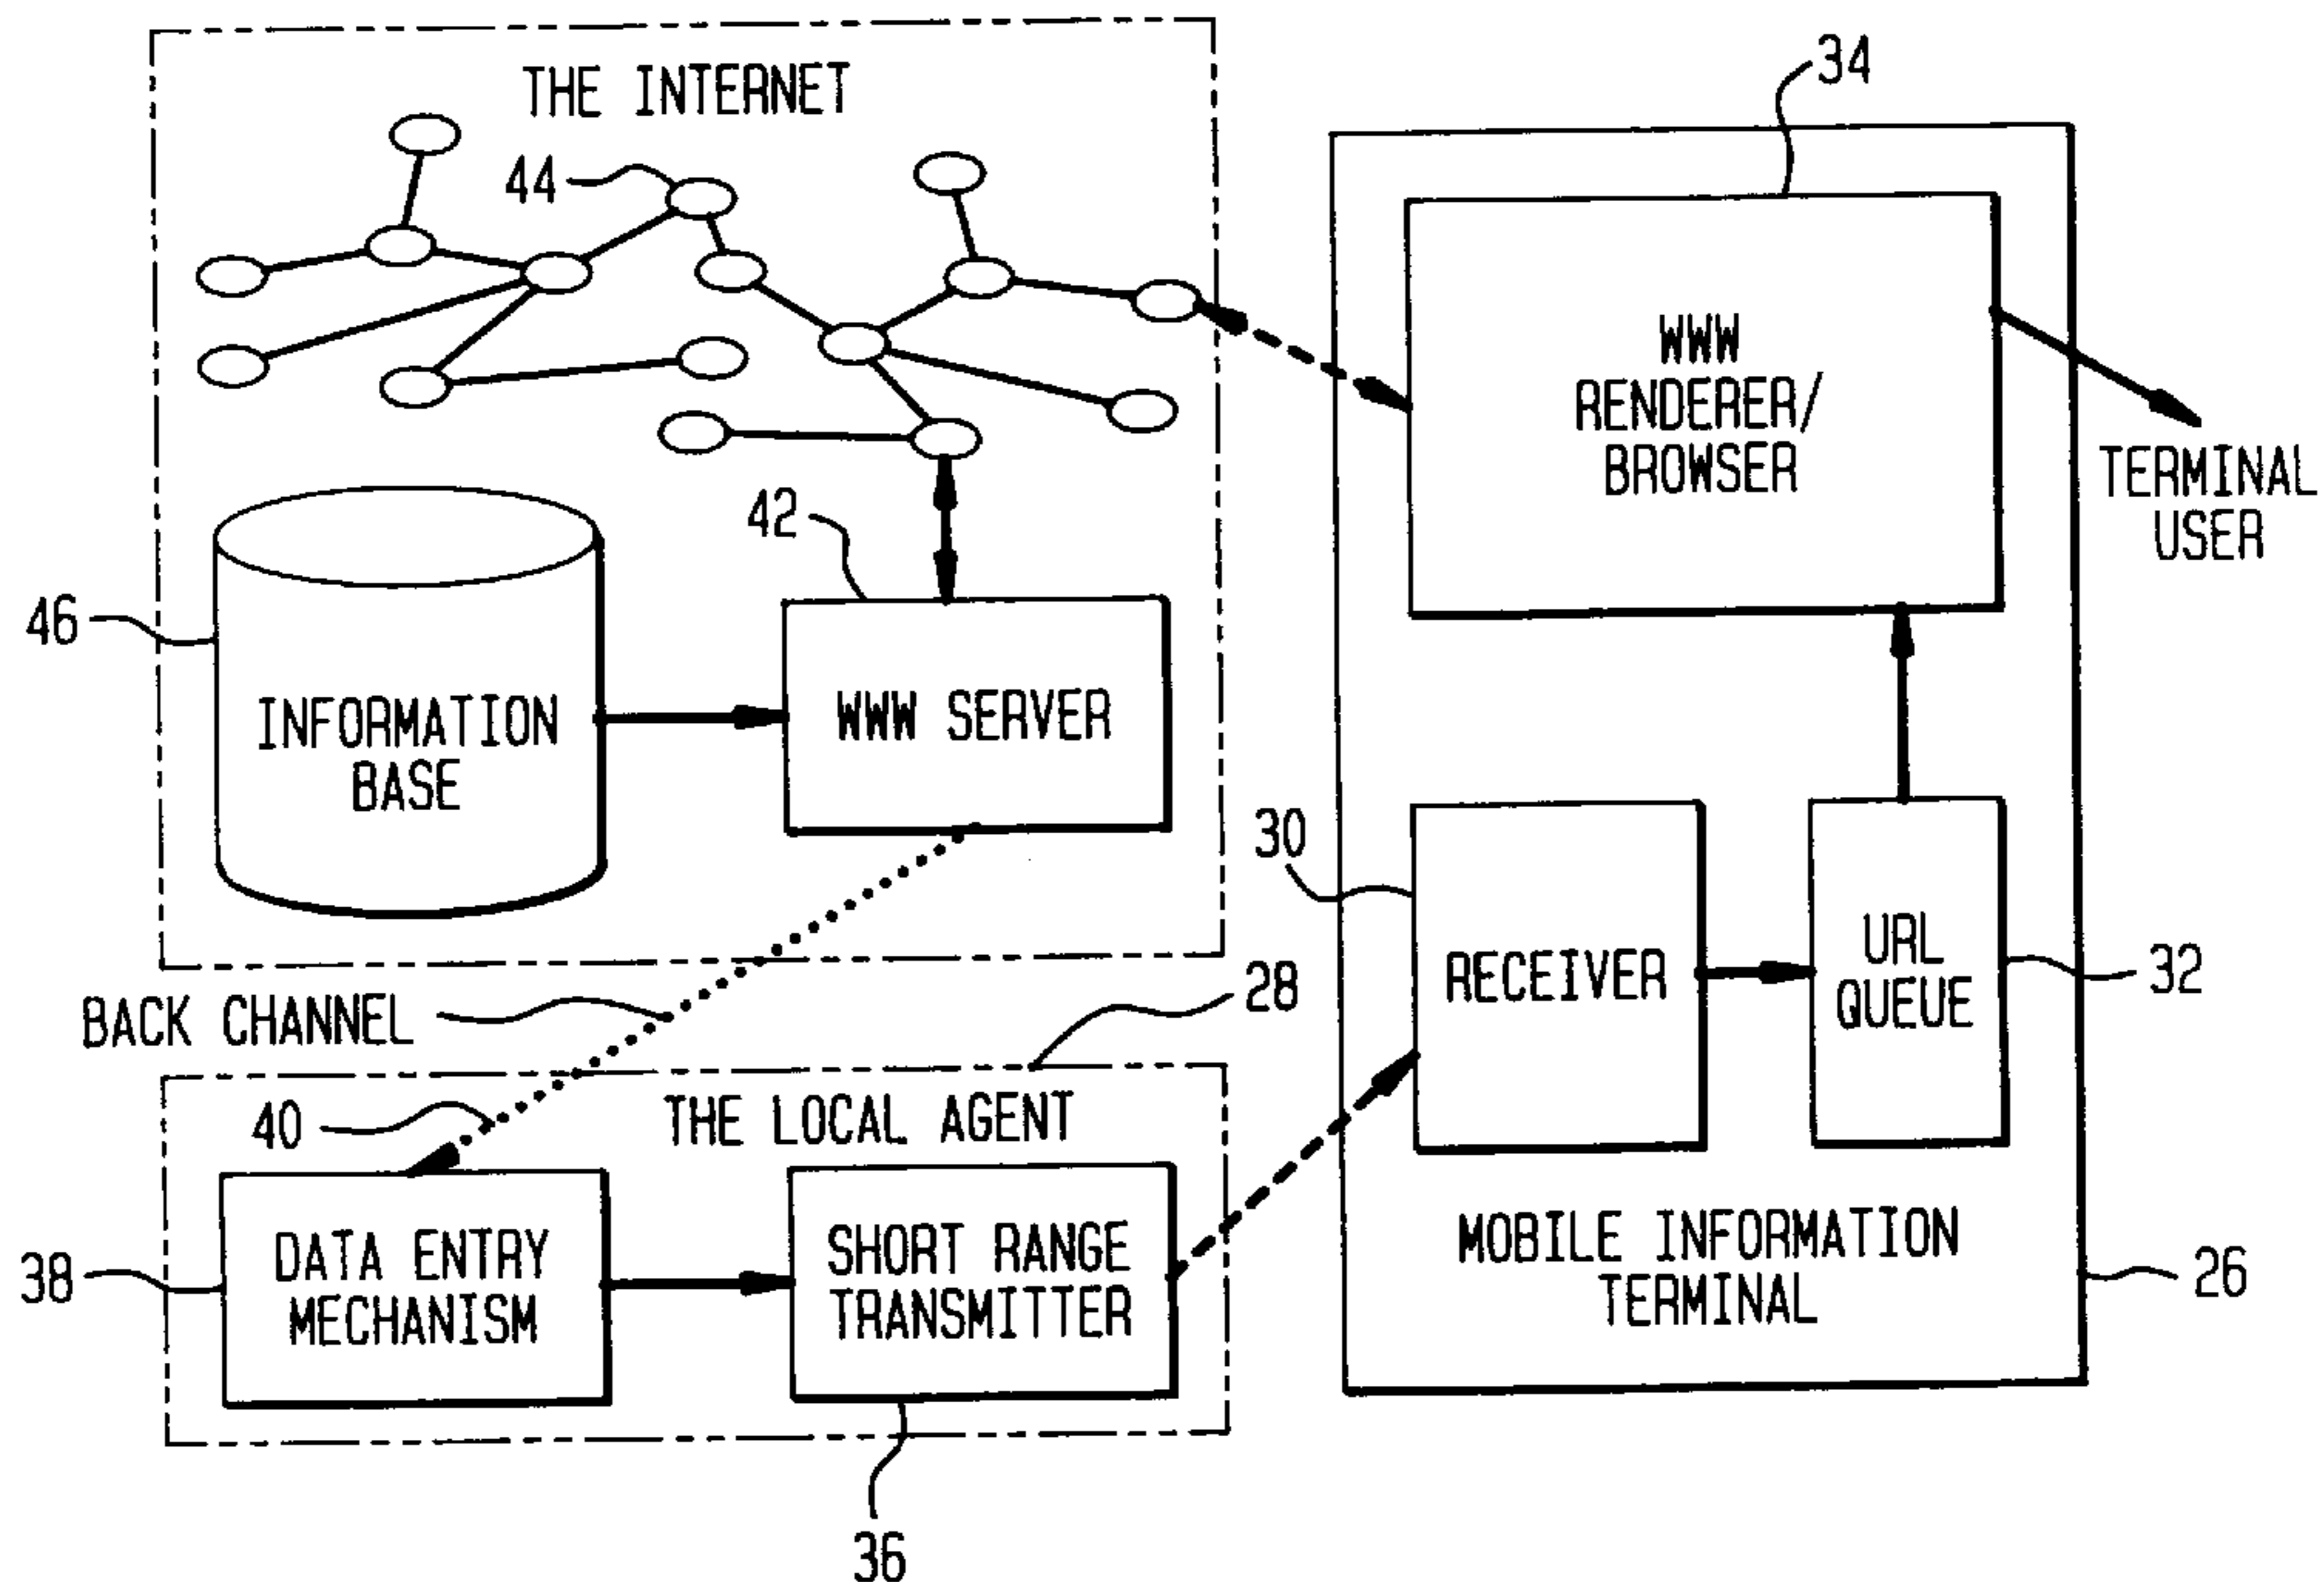 THE INTERNET
44
34
WWW
RENDERER/
BROWSER
TERMINAL
USER
42
46
INFORMATION
BASE
WWW SERVER
30
RECEIVER
URL
QUEUE
32
BACK CHANNEL
28
40
THE LOCAL AGENT
38
DATA ENTRY
MECHANISM
SHORT RANGE
TRANSMITTER
36
MOBILE INFORMATION
TERMINAL
26